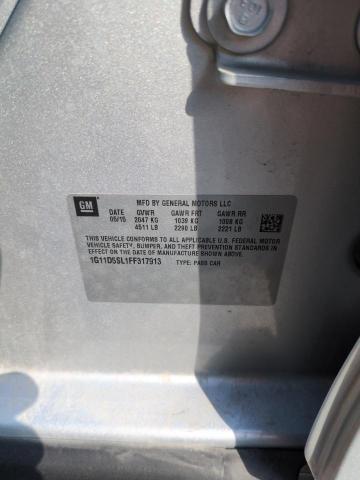 GM
MFD BY GENERAL MOTORS LLC
DATE GVWR GAWR FRT GAWR RR
05/15 2047 KG 1039 KG 1008 KG
4511 LB 2290 LB 2221 LB
THIS VEHICLE CONFORMS TO ALL APPLICABLE U.S. FEDERAL MOTOR
VEHICLE SAFETY, BUMPER, AND THEFT PREVENTION STANDARDS IN
EFFECT ON THE DATE OF MANUFACTURE SHOWN ABOVE.
1G11D5SL1FF317913 TYPE: PASS CAR